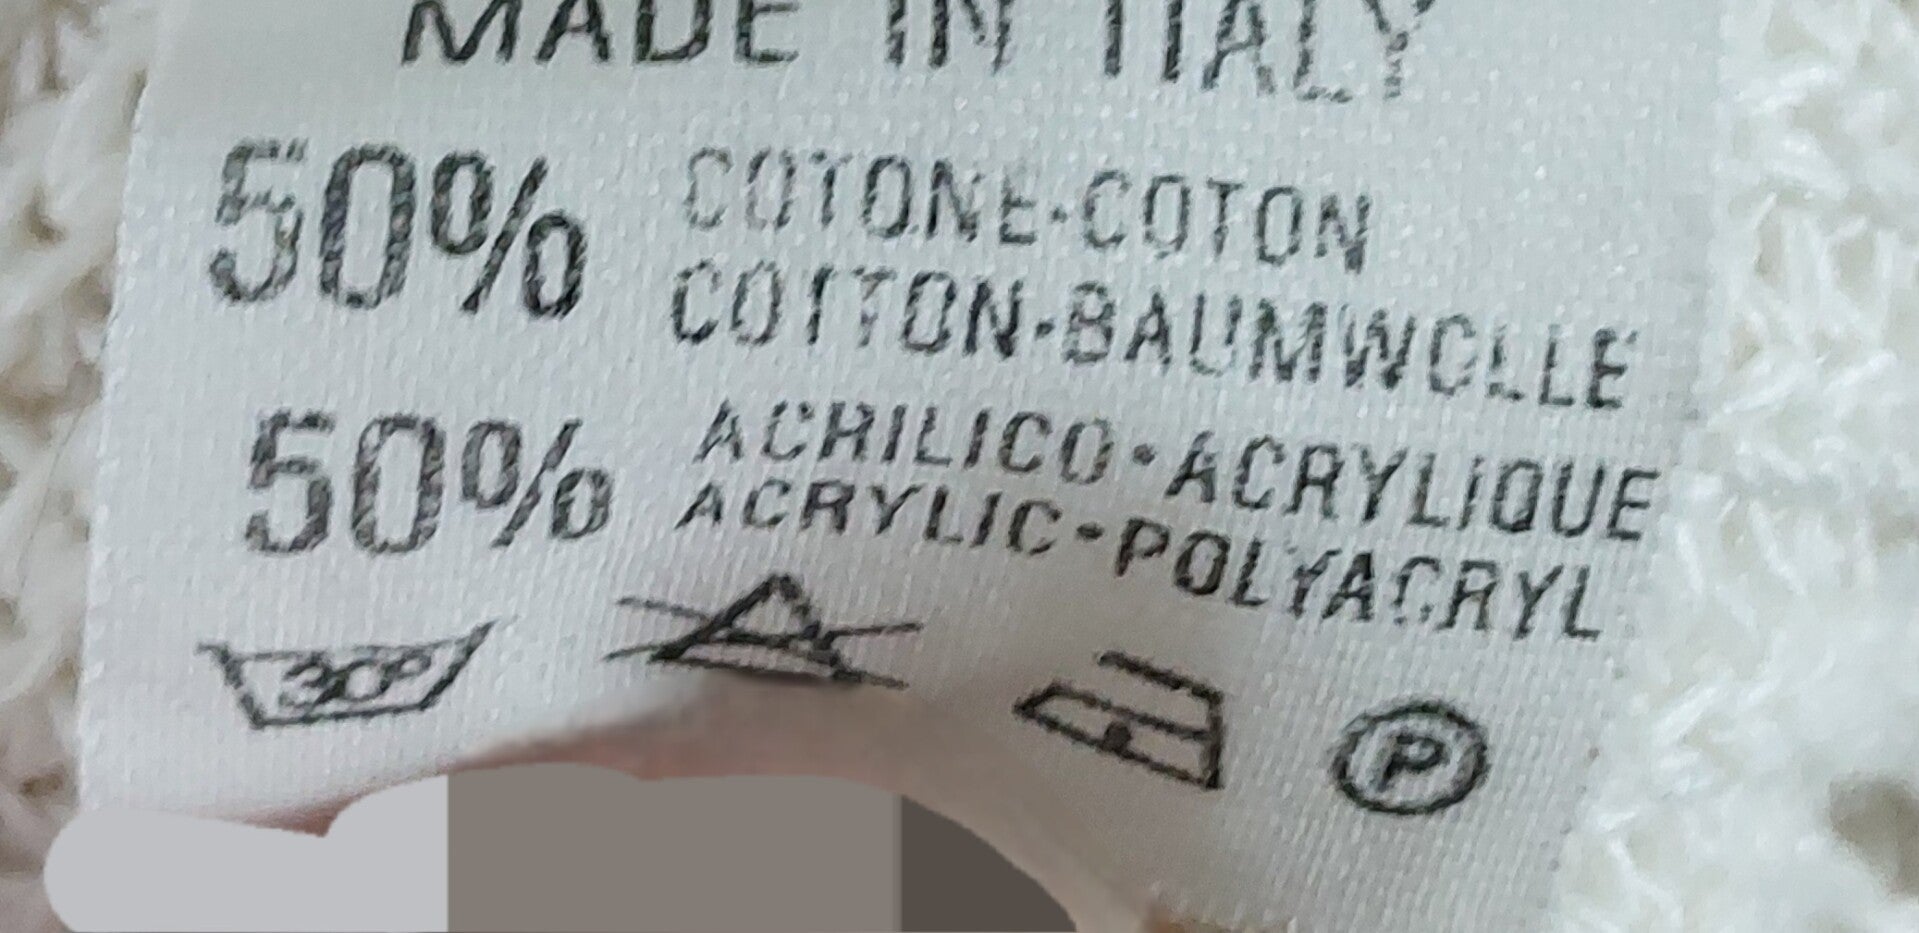 MADE IN ITALY
50% COTONE·COTON
COTTON·BAUMWOLLE
50% ACRILICO·ACRYLIQUE
ACRYLIC·POLYACRYL
30° P